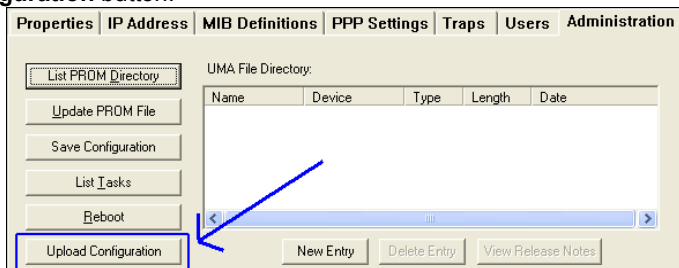 guration button.
Properties IP Address MIB Definitions PPP Settings Traps Users Administration
List PROM Directory
UMA File Directory:
Name Device Type Length Date
Update PROM File
Save Configuration
List Tasks
Reboot
Upload Configuration
New Entry Delete Entry View Release Notes